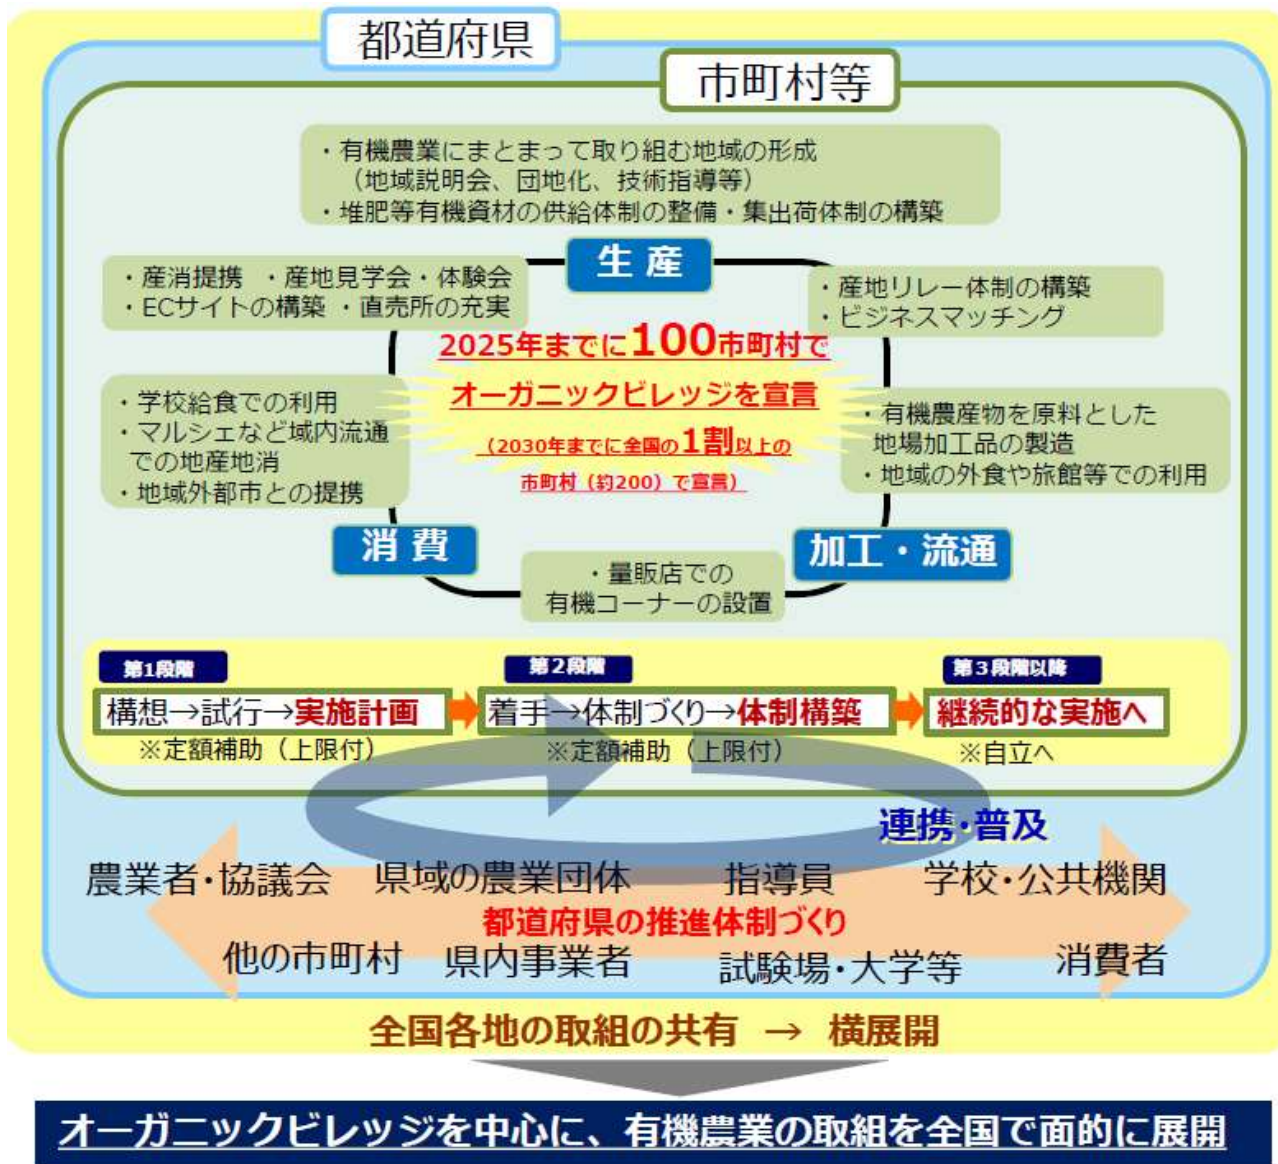 都道府県
市町村等
・有機農業にまとまって取り組む地域の形成
（地域説明会、団地化、技術指導等）
・堆肥等有機資材の供給体制の整備・集出荷体制の構築
生 産
・産消提携 ・産地見学会・体験会
・ECサイトの構築 ・直売所の充実
・産地リレー体制の構築
・ビジネスマッチング
2025年までに100市町村で
オーガニックビレッジを宣言
（2030年までに全国の1割以上の
市町村（約200）で宣言）
・学校給食での利用
・マルシェなど域内流通
での地産地消
・地域外都市との提携
・有機農産物を原料とした
地場加工品の製造
・地域の外食や旅館等での利用
消 費
加工・流通
・量販店での
有機コーナーの設置
第1段階
構想→試行→実施計画
※定額補助（上限付）
第２段階
着手→体制づくり→体制構築
※定額補助（上限付）
第３段階以降
継続的な実施へ
※自立へ
連携・普及
農業者・協議会 県域の農業団体 指導員 学校・公共機関
都道府県の推進体制づくり
他の市町村 県内事業者 試験場・大学等 消費者
全国各地の取組の共有 → 横展開
オーガニックビレッジを中心に、有機農業の取組を全国で面的に展開